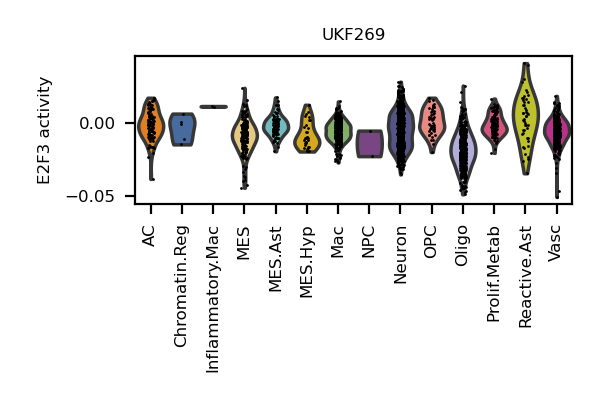 UKF269
E2F3 activity
0.00
−0.05
AC
Chromatin.Reg
Inflammatory.Mac
MES
MES.Ast
MES.Hyp
Mac
NPC
Neuron
OPC
Oligo
Prolif.Metab
Reactive.Ast
Vasc